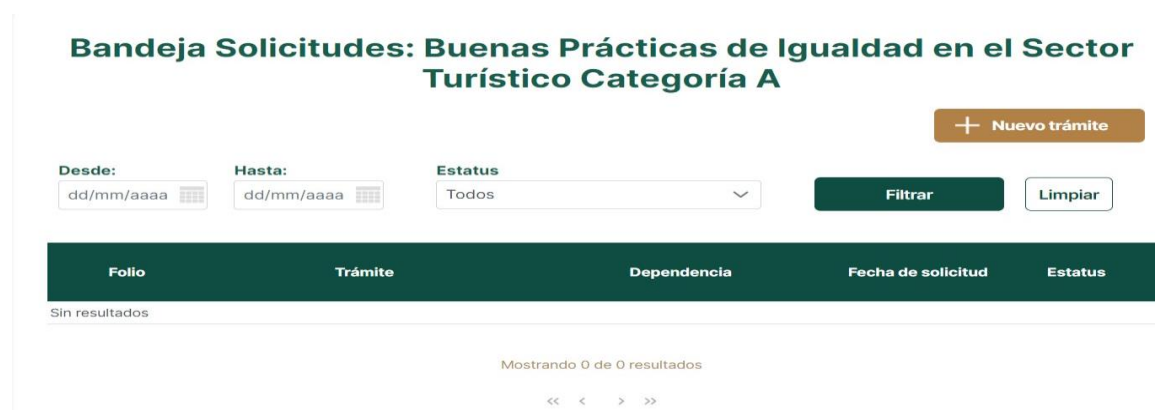 Bandeja Solicitudes: Buenas Prácticas de Igualdad en el Sector
Turístico Categoría A
Nuevo trámite
Desde: Hasta: Estatus
dd/mm/aaaa dd/mm/aaaa Todos Filtrar Limpiar
Folio Trámite Dependencia Fecha de solicitud Estatus
Sin resultados
Mostrando 0 de 0 resultados
<< < > >>